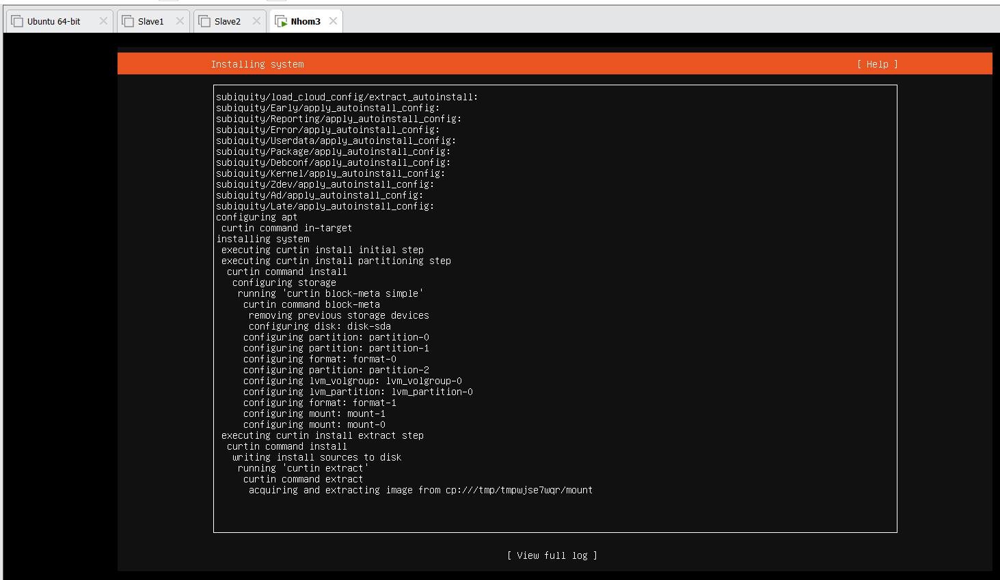 Ubuntu 64-bit
Slave1
Slave2
Nhom3
Installing system
[ Help ]
subiquity/load_cloud_config/extract_autoinstall:
subiquity/Early/apply_autoinstall_config:
subiquity/Reporting/apply_autoinstall_config:
subiquity/Error/apply_autoinstall_config:
subiquity/Userdata/apply_autoinstall_config:
subiquity/Package/apply_autoinstall_config:
subiquity/Debconf/apply_autoinstall_config:
subiquity/Kernel/apply_autoinstall_config:
subiquity/Zdev/apply_autoinstall_config:
subiquity/Ad/apply_autoinstall_config:
subiquity/Late/apply_autoinstall_config:
configuring apt
curtin command in-target
installing system
executing curtin install initial step
executing curtin install partitioning step
curtin command install
configuring storage
running 'curtin block-meta simple'
curtin command block-meta
removing previous storage devices
configuring disk: disk-sda
configuring partition: partition-0
configuring partition: partition-1
configuring format: format-0
configuring partition: partition-2
configuring lvm_volgroup: lvm_volgroup-0
configuring lvm_partition: lvm_partition-0
configuring format: format-1
configuring mount: mount-1
configuring mount: mount-0
executing curtin install extract step
curtin command install
writing install sources to disk
running 'curtin extract'
curtin command extract
acquiring and extracting image from cp:///tmp/tmpwjse7wqr/mount
[ View full log ]